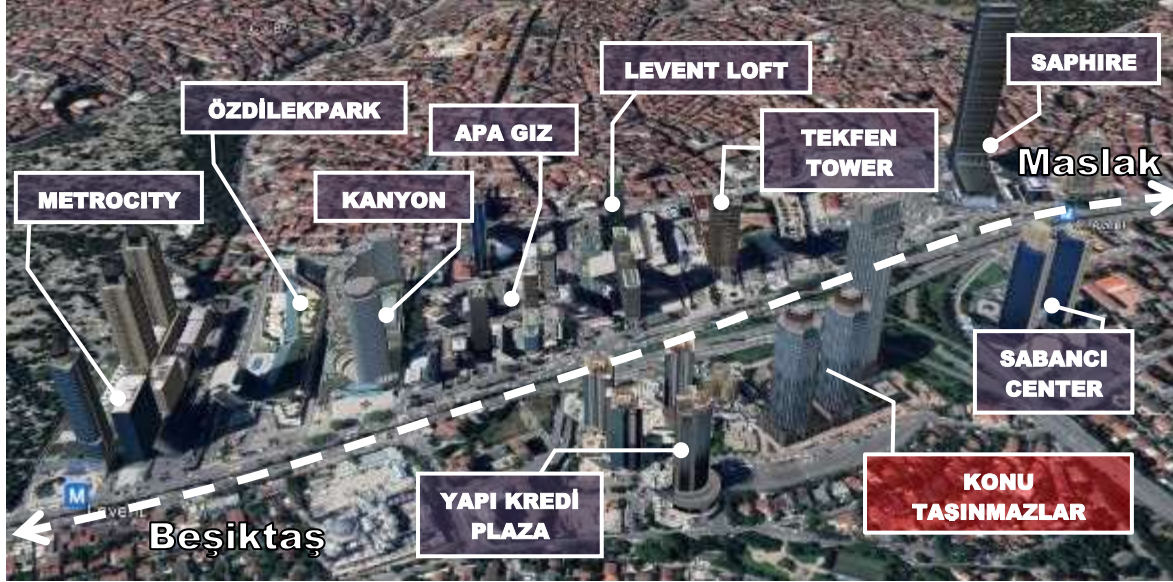 LEVENT LOFT
SAPHIRE
ÖZDİLEKPARK
APA GIZ
TEKFEN
TOWER
Maslak
METROCITY
KANYON
SABANCI
CENTER
KONU
TAŞINMAZLAR
YAPI KREDİ
PLAZA
M
Levent
Beşiktaş